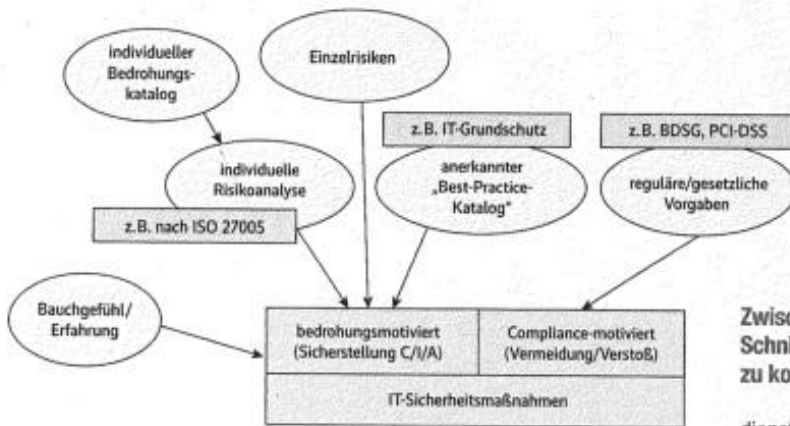 individueller
Bedrohungs-
katalog
Einzelrisiken
z.B. IT-Grundschutz
z.B. BDSG, PCI-DSS
individuelle
Risikoanalyse
anerkannter
„Best-Practice-
Katalog“
reguläre/gesetzliche
Vorgaben
z.B. nach ISO 27005
Bauchgefühl/
Erfahrung
bedrohungsmotiviert
(Sicherstellung C/I/A)
Compliance-motiviert
(Vermeidung/Verstoß)
IT-Sicherheitsmaßnahmen
Zwisc
Schni
zu ko